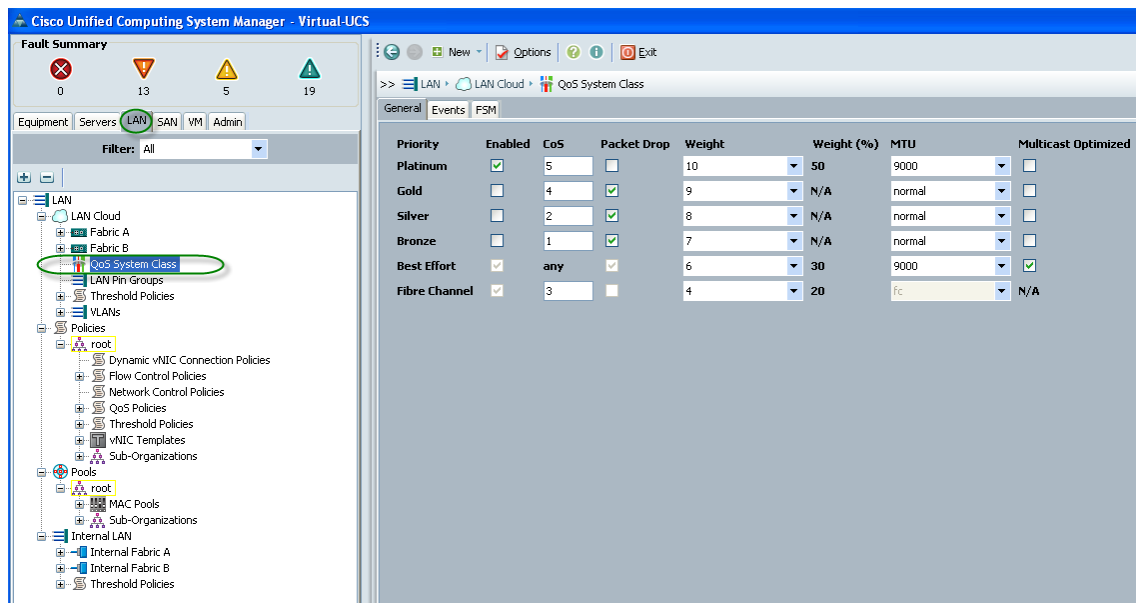 Cisco Unified Computing System Manager - Virtual-UCS
Fault Summary
0 13 5 19
Equipment Servers LAN SAN VM Admin
Filter: All
LAN
LAN Cloud
Fabric A
Fabric B
QoS System Class
LAN Pin Groups
Threshold Policies
VLANs
Policies
root
Dynamic vNIC Connection Policies
Flow Control Policies
Network Control Policies
QoS Policies
Threshold Policies
vNIC Templates
Sub-Organizations
Pools
root
MAC Pools
Sub-Organizations
Internal LAN
Internal Fabric A
Internal Fabric B
Threshold Policies
New Options Exit
>> LAN LAN Cloud QoS System Class
General Events FSM
Priority Enabled CoS Packet Drop Weight Weight (%) MTU Multicast Optimized
Platinum 5 10 50 9000
Gold 4 9 N/A normal
Silver 2 8 N/A normal
Bronze 1 7 N/A normal
Best Effort any 6 30 9000
Fibre Channel 3 4 20 fc N/A